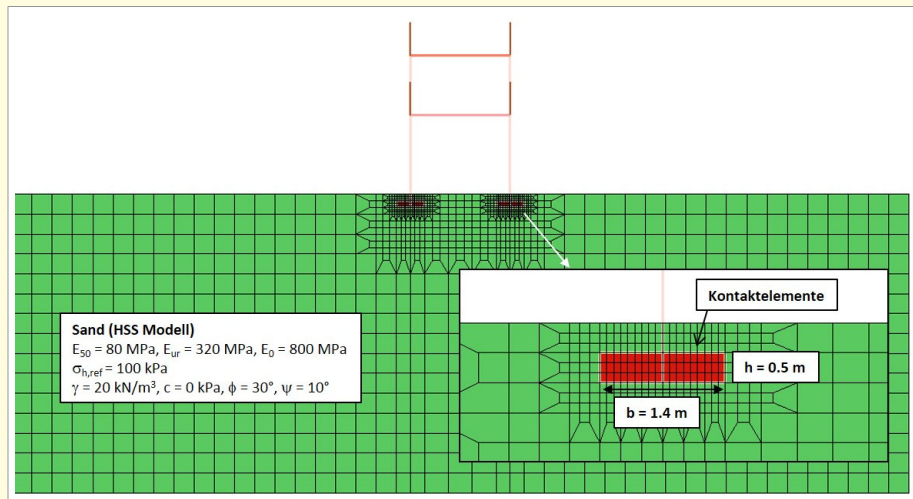 Kontaktelemente
Sand (HSS Modell)
E₅₀ = 80 MPa, Eᵤᵣ = 320 MPa, E₀ = 800 MPa
σₕ,ᵣₑf = 100 kPa
γ = 20 kN/m³, c = 0 kPa, ϕ = 30°, ψ = 10°
h = 0.5 m
b = 1.4 m